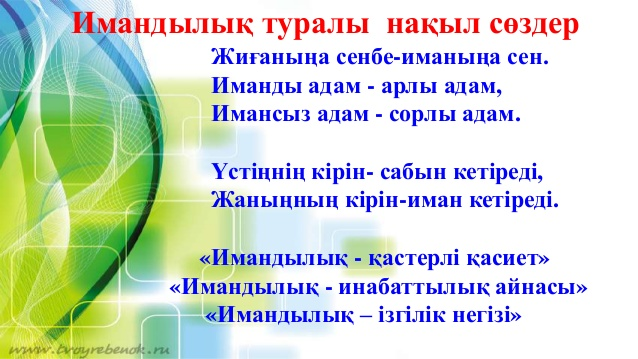 Имандылық туралы нақыл сөздер
Жиғаныңа сенбе-иманыңа сен.
Иманды адам - арлы адам,
Имансыз адам - сорлы адам.
Үстіңнің кірін- сабын кетіреді,
Жаныңның кірін-иман кетіреді.
«Имандылық - қастерлі қасиет»
«Имандылық - инабаттылық айнасы»
«Имандылық – ізгілік негізі»
www.tvoyrebenok.ru